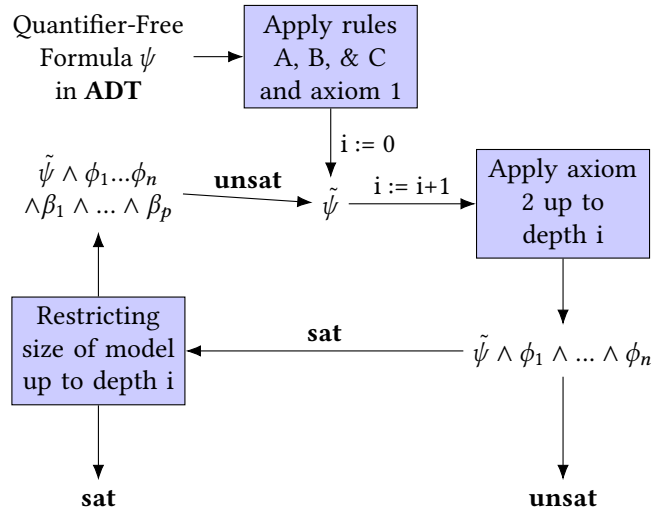 Quantifier-Free
Formula ψ
in ADT
Apply rules
A, B, & C
and axiom 1
i := 0
ψ̃ ∧ ϕ₁...ϕₙ
∧β₁ ∧ ... ∧ βₚ
unsat
ψ̃
i := i+1
Apply axiom
2 up to
depth i
Restricting
size of model
up to depth i
sat
ψ̃ ∧ ϕ₁ ∧ ... ∧ ϕₙ
sat
unsat